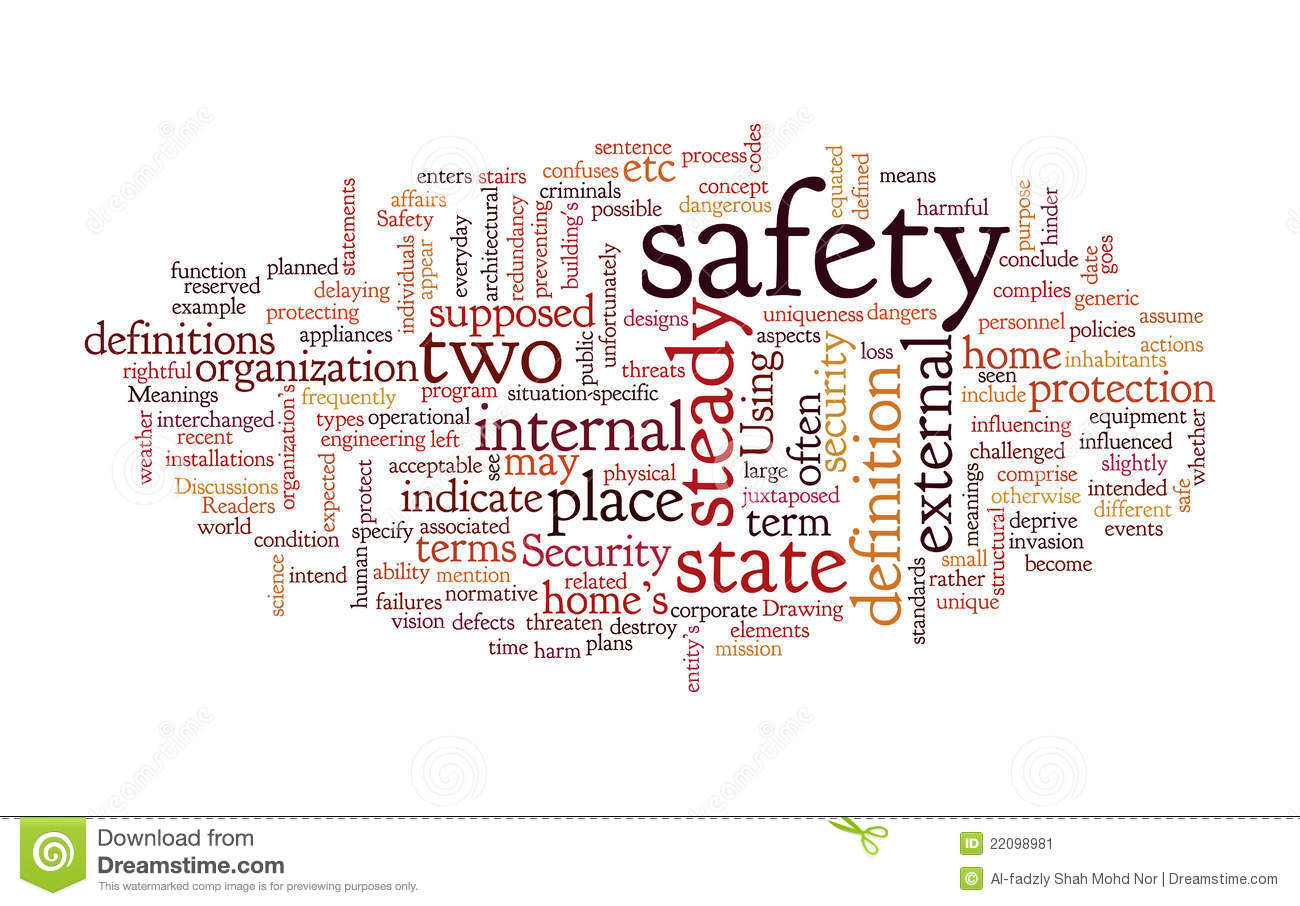 sentence
confuses
etc
process
codes
enters
stairs
criminals
concept
equated
defined
means
affairs
Safety
possible
dangerous
safety
harmful
purpose
hinder
statements
individuals
appear
everyday
architectural
redundancy
preventing
building's
unfortunately
function
planned
reserved
delaying
example
protecting
conclude
date
goes
complies
generic
definitions
appliances
supposed
designs
uniqueness
dangers
personnel
policies
assume
actions
rightful
organization
two
public
threats
steady
aspects
loss
home
inhabitants
Meanings
frequently
program
situation-specific
Using
often
security
definition
external
seen
include
protection
weather
interchanged
organization's
types
operational
internal
influencing
equipment
recent
engineering
left
challenged
influenced
whether
installations
acceptable
see
may
physical
large
meanings
comprise
slightly
Discussions
expected
protect
indicate
place
juxtaposed
otherwise
intended
safe
Readers
different
world
specify
associated
term
structural
deprive
events
condition
terms
Security
state
invasion
science
intend
human
ability
mention
related
standards
small
rather
become
failures
normative
home's
corporate
Drawing
unique
vision
defects
threaten
destroy
elements
time
harm
plans
entity's
mission
dreamstime
dreamstime
dreamstime
dreamstime
Download from
Dreamstime.com
This watermarked comp image is for previewing purposes only.
ID 22098981
© Al-fadzly Shah Mohd Nor | Dreamstime.com